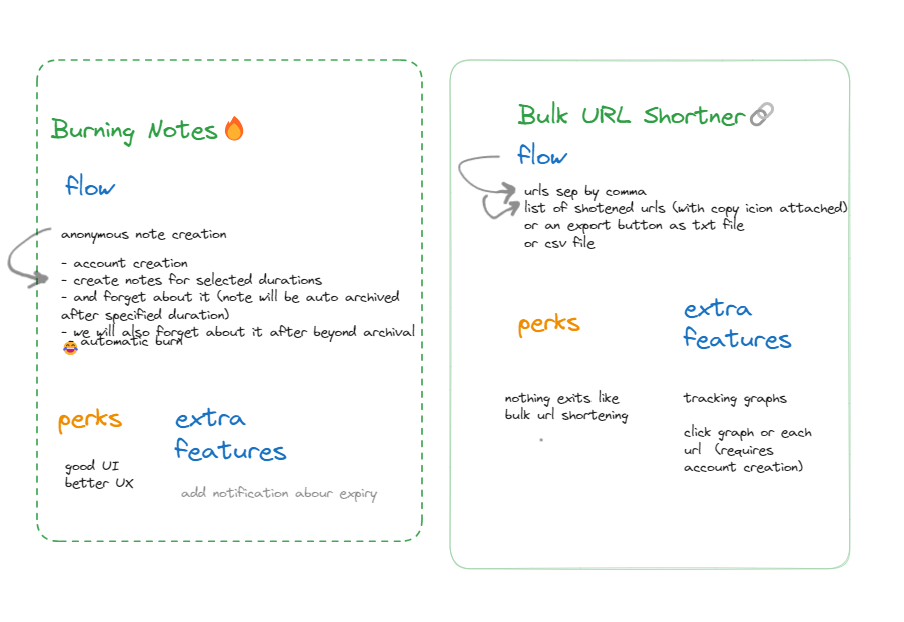 Burning Notes🔥
flow
anonymous note creation
- account creation
- create notes for selected durations
- and forget about it (note will be auto archived
after specified duration)
- we will also forget about it after beyond archival
😂 automatic burn
perks
good UI
better UX
extra
features
add notification abour expiry
Bulk URL Shortner🔗
flow
urls sep by comma
list of shotened urls (with copy icion attached)
or an export button as txt file
or csv file
perks
nothing exits like
bulk url shortening
extra
features
tracking graphs
click graph or each
url (requires
account creation)